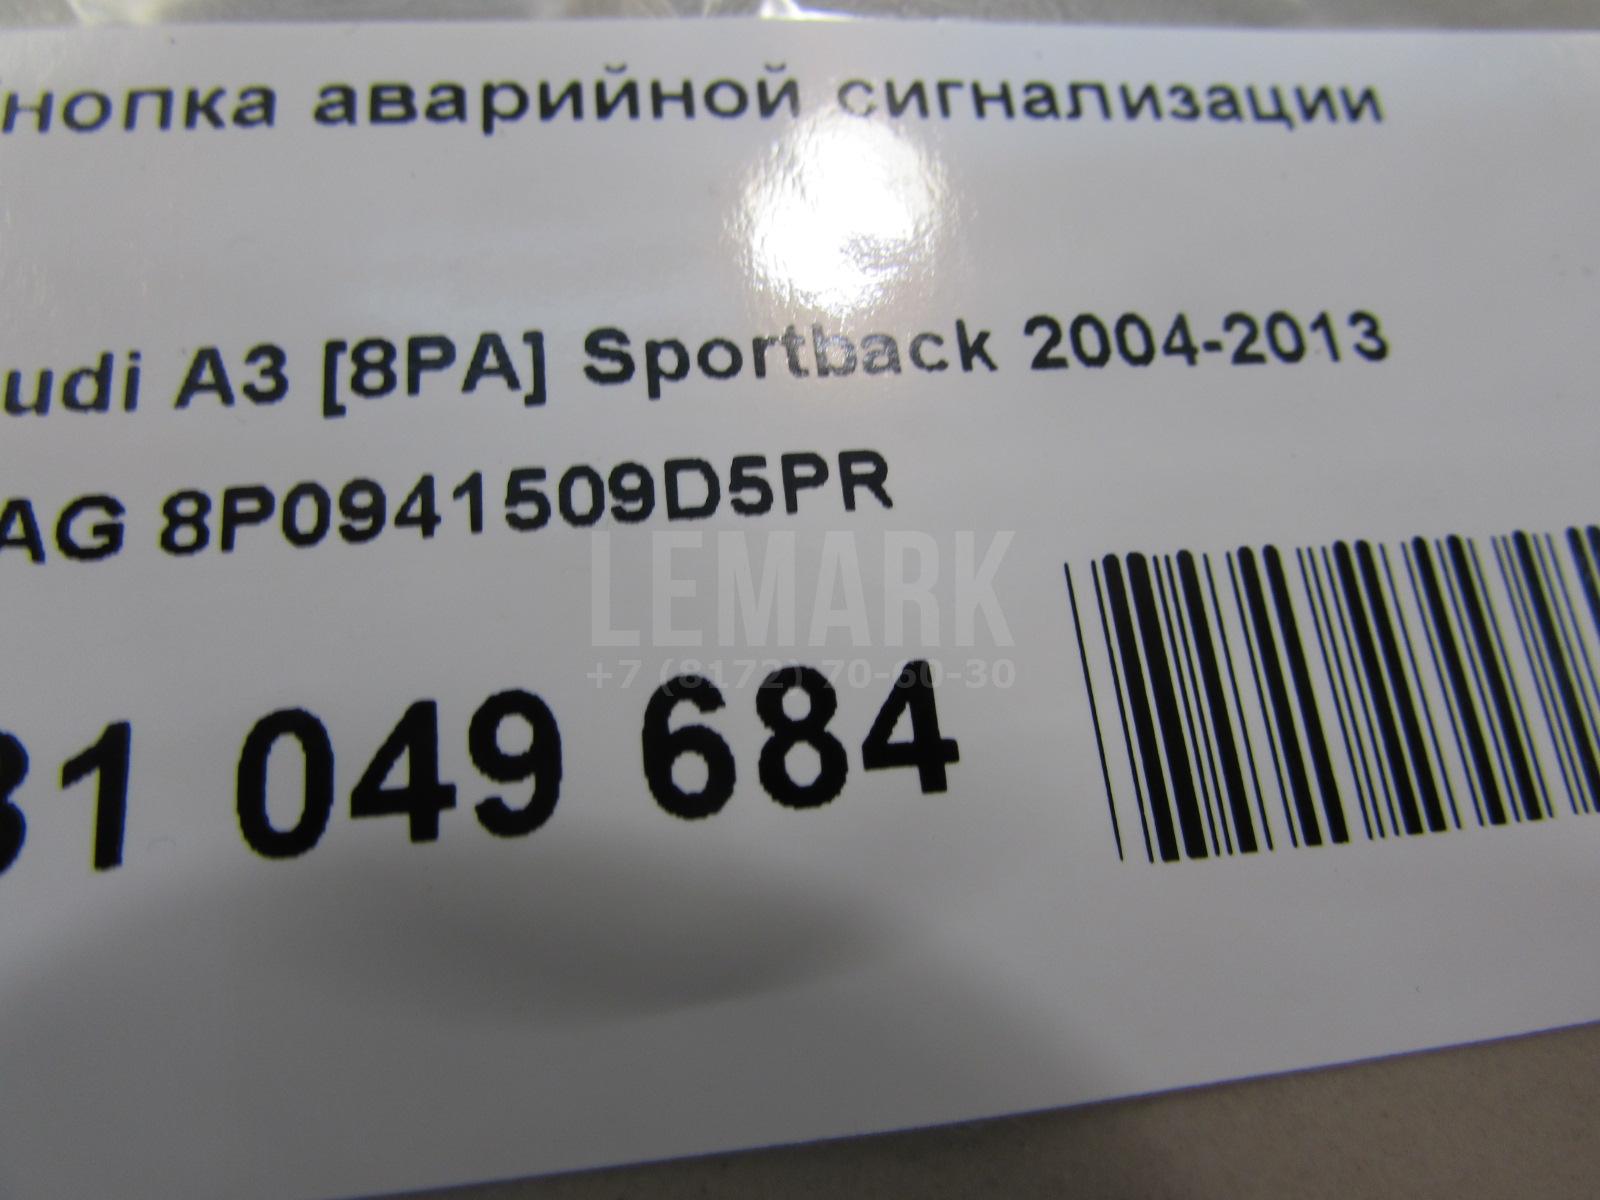 нопка аварийной сигнализации
udi A3 [8PA] Sportback 2004-2013
AG 8P0941509D5PR
LEMARK
+7 (8172) 70-60-30
31 049 684